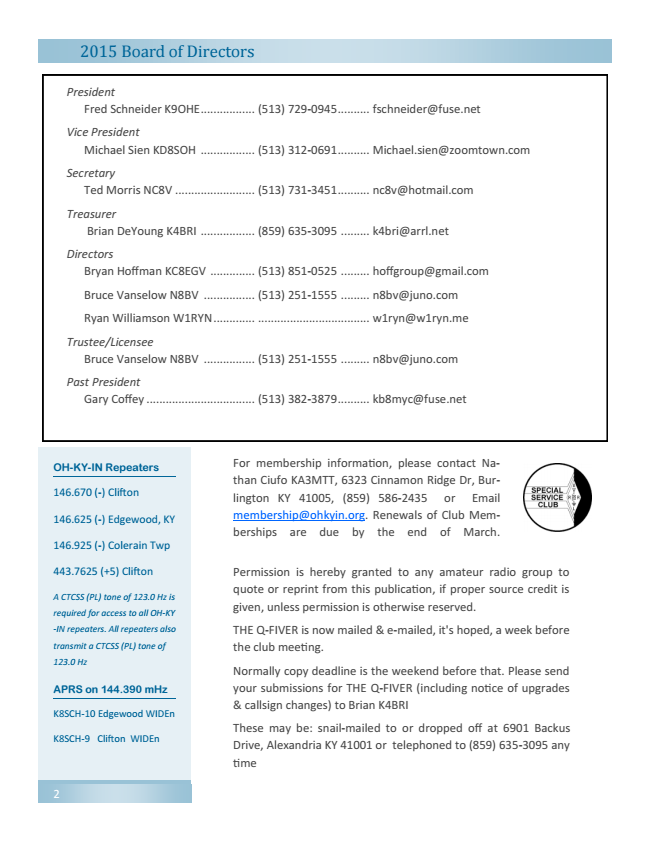 2015 Board of Directors
President
Fred Schneider K9OHE................. (513) 729-0945.......... fschneider@fuse.net
Vice President
Michael Sien KD8SOH ................. (513) 312-0691.......... Michael.sien@zoomtown.com
Secretary
Ted Morris NC8V ......................... (513) 731-3451.......... nc8v@hotmail.com
Treasurer
Brian DeYoung K4BRI ................. (859) 635-3095 ......... k4bri@arrl.net
Directors
Bryan Hoffman KC8EGV ............... (513) 851-0525 ......... hoffgroup@gmail.com
Bruce Vanselow N8BV ................ (513) 251-1555 ......... n8bv@juno.com
Ryan Williamson W1RYN............. ................................... w1ryn@w1ryn.me
Trustee/Licensee
Bruce Vanselow N8BV ................ (513) 251-1555 ......... n8bv@juno.com
Past President
Gary Coffey .................................. (513) 382-3879.......... kb8myc@fuse.net
OH-KY-IN Repeaters
146.670 (-) Clifton
146.625 (-) Edgewood, KY
146.925 (-) Colerain Twp
443.7625 (+5) Clifton
A CTCSS (PL) tone of 123.0 Hz is
required for access to all OH-KY
-IN repeaters. All repeaters also
transmit a CTCSS (PL) tone of
123.0 Hz
APRS on 144.390 mHz
K8SCH-10 Edgewood WIDEn
K8SCH-9 Clifton WIDEn
For membership information, please contact Na-
than Ciufo KA3MTT, 6323 Cinnamon Ridge Dr, Bur-
lington KY 41005, (859) 586-2435 or Email
membership@ohkyin.org. Renewals of Club Mem-
berships are due by the end of March.
SPECIAL
SERVICE
CLUB
Permission is hereby granted to any amateur radio group to
quote or reprint from this publication, if proper source credit is
given, unless permission is otherwise reserved.
THE Q-FIVER is now mailed & e-mailed, it's hoped, a week before
the club meeting.
Normally copy deadline is the weekend before that. Please send
your submissions for THE Q-FIVER (including notice of upgrades
& callsign changes) to Brian K4BRI
These may be: snail-mailed to or dropped off at 6901 Backus
Drive, Alexandria KY 41001 or telephoned to (859) 635-3095 any
time
2